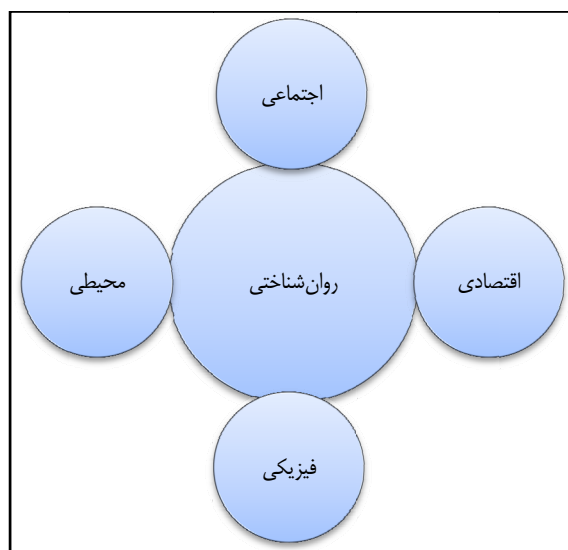 اجتماعی
اقتصادی
روان‌شناختی
محیطی
فیزیکی